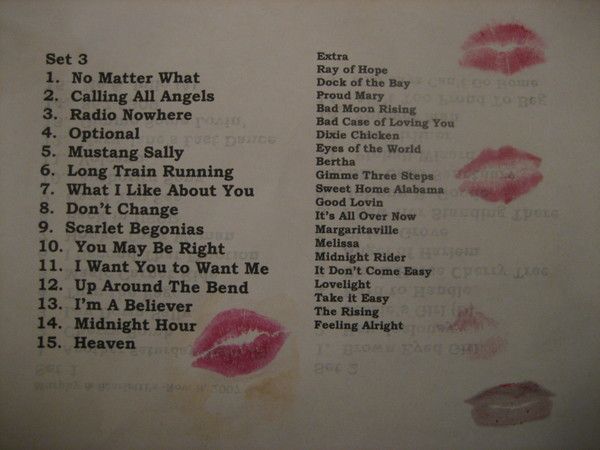 Set 3
1. No Matter What
2. Calling All Angels
3. Radio Nowhere
4. Optional
5. Mustang Sally
6. Long Train Running
7. What I Like About You
8. Don't Change
9. Scarlet Begonias
10. You May Be Right
11. I Want You to Want Me
12. Up Around The Bend
13. I'm A Believer
14. Midnight Hour
15. Heaven
Extra
Ray of Hope
Dock of the Bay
Proud Mary
Bad Moon Rising
Bad Case of Loving You
Dixie Chicken
Eyes of the World
Bertha
Gimme Three Steps
Sweet Home Alabama
Good Lovin
It's All Over Now
Margaritaville
Melissa
Midnight Rider
It Don't Come Easy
Lovelight
Take it Easy
The Rising
Feeling Alright